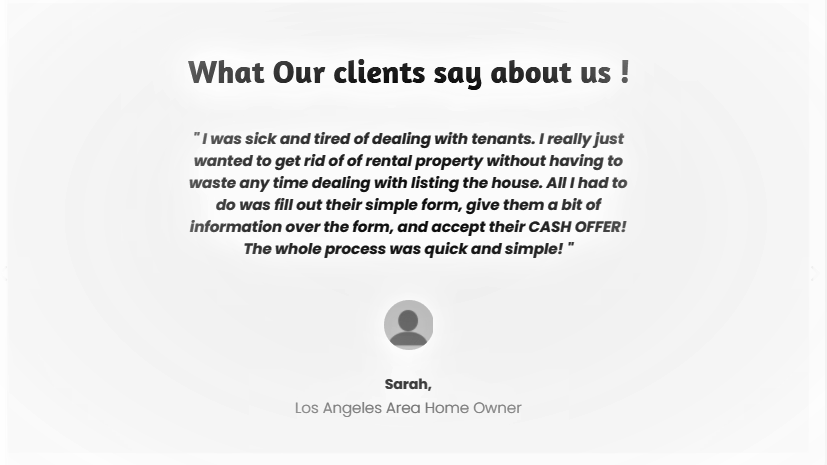 What Our clients say about us !
" I was sick and tired of dealing with tenants. I really just
wanted to get rid of of rental property without having to
waste any time dealing with listing the house. All I had to
do was fill out their simple form, give them a bit of
information over the form, and accept their CASH OFFER!
The whole process was quick and simple! "
Sarah,
Los Angeles Area Home Owner